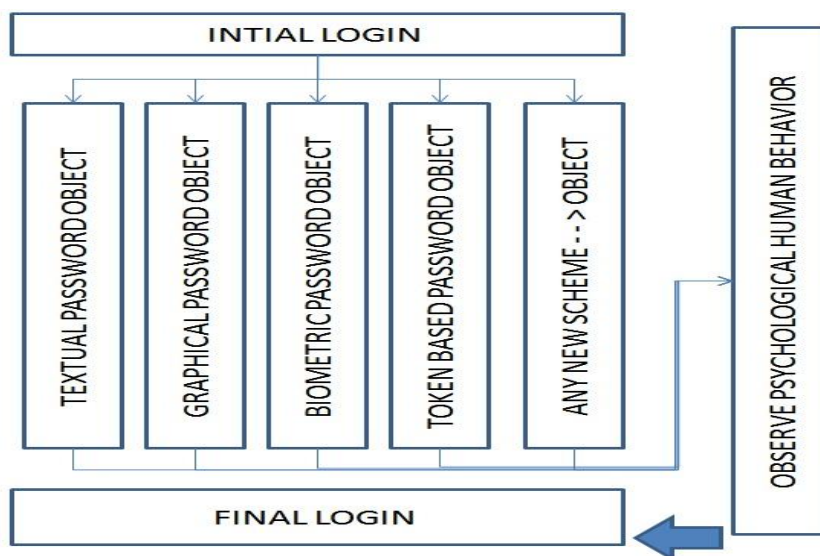 INTIAL LOGIN
TEXTUAL PASSWORD OBJECT
GRAPHICAL PASSWORD OBJECT
BIOMETRIC PASSWORD OBJECT
TOKEN BASED PASSWORD OBJECT
ANY NEW SCHEME - - > OBJECT
OBSERVE PSYCHOLOGICAL HUMAN BEHAVIOR
FINAL LOGIN